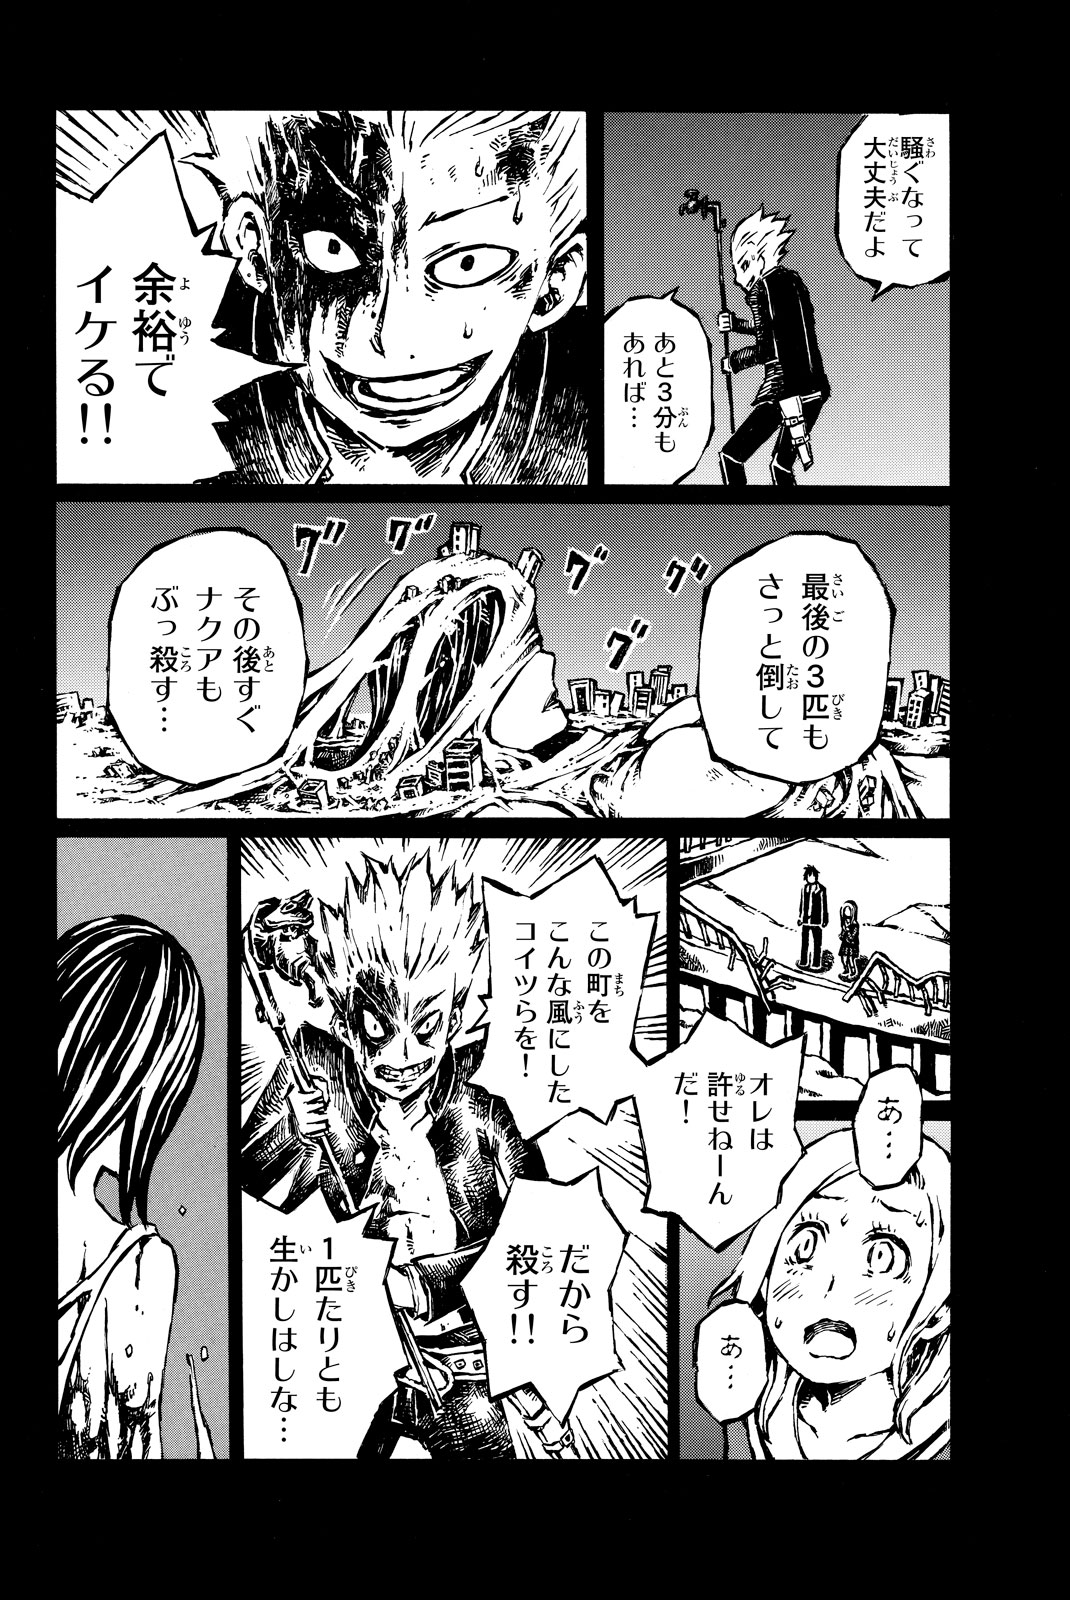 騒ぐなって
大丈夫だよ
あと3分も
あれば…
余裕で
イケる!!
最後の3匹も
さっと倒して
グ゙
グ゙
グ゙
その後すぐ
ナクアも
ぶっ殺す…
オレは
許せねーん
だ!
この町を
こんな風にした
コイツらを!
あ…
あ…
だから
殺す!!
1匹たりとも
生かしはしな…